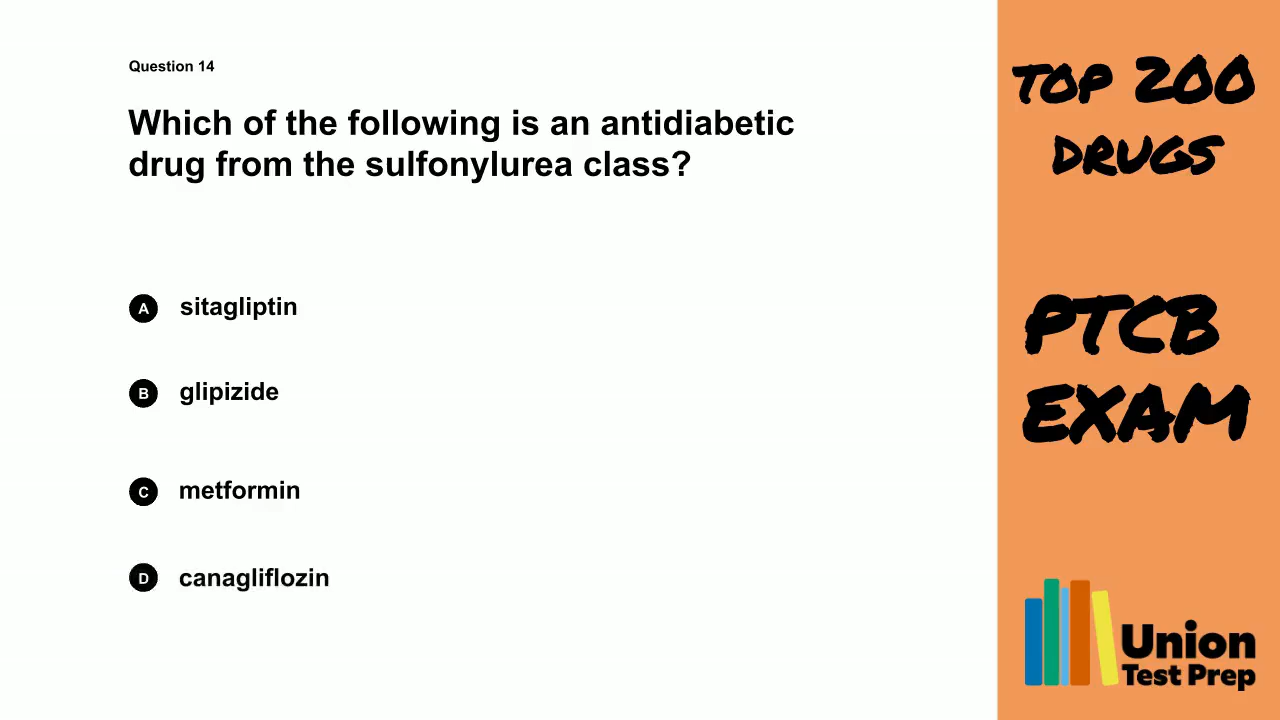 Question 14
Which of the following is an antidiabetic
drug from the sulfonylurea class?
A sitagliptin
B glipizide
C metformin
D canagliflozin
TOP 200
DRUGS
PTCB
EXAM
Union
Test Prep